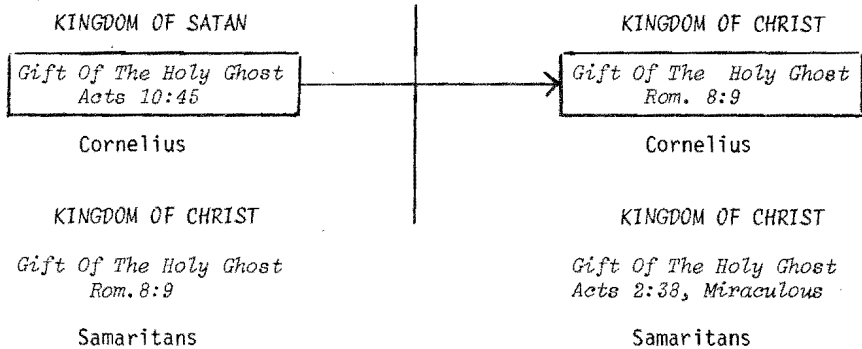 KINGDOM OF SATAN
Gift Of The Holy Ghost
Acts 10:45
Cornelius
KINGDOM OF CHRIST
Gift Of The Holy Ghost
Rom. 8:9
Cornelius
KINGDOM OF CHRIST
Gift Of The Holy Ghost
Rom.8:9
Samaritans
KINGDOM OF CHRIST
Gift Of The Holy Ghost
Acts 2:38, Miraculous
Samaritans